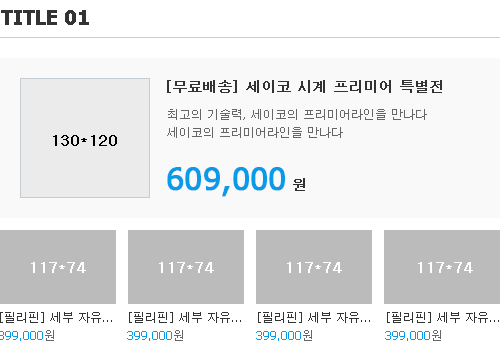 TITLE 01
[무료배송] 세이코 시계 프리미어 특별전
최고의 기술력, 세이코의 프리미어라인을 만나다
세이코의 프리미어라인을 만나다
130*120
609,000 원
117*74 117*74 117*74 117*74
[필리핀] 세부 자유... [필리핀] 세부 자유... [필리핀] 세부 자유... [필리핀] 세부 자유...
399,000원 399,000원 399,000원 399,000원